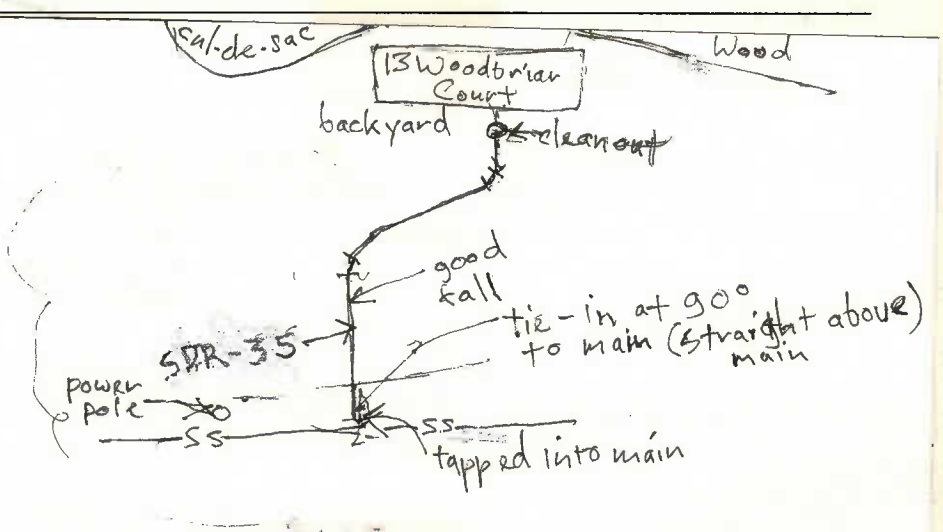 cul-de-sac
Wood
13 Woodbriar
Court
backyard
cleanout
good
fall
tie-in at 90°
to main (straight above)
main
SDR-35
power
pole
SS
SS
tapped into main